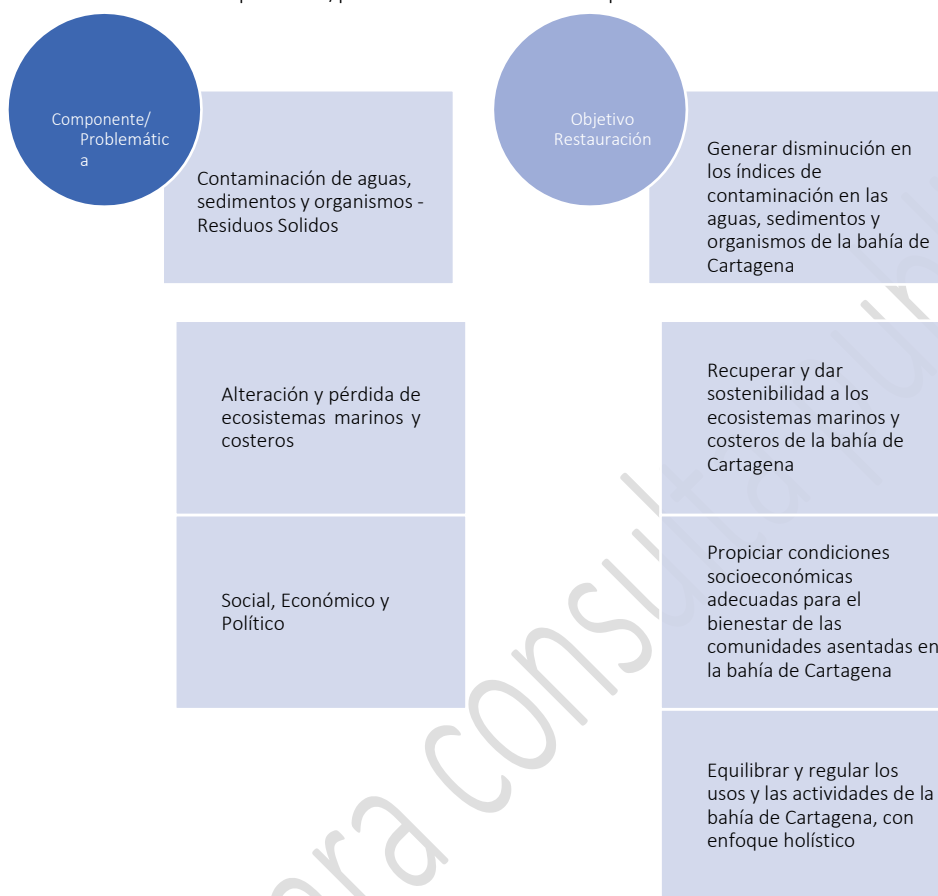 Componente/
Problemátic
a
Contaminación de aguas,
sedimentos y organismos -
Residuos Solidos
Alteración y pérdida de
ecosistemas marinos y
costeros
Social, Económico y
Político
Objetivo
Restauración
Generar disminución en
los índices de
contaminación en las
aguas, sedimentos y
organismos de la bahía de
Cartagena
Recuperar y dar
sostenibilidad a los
ecosistemas marinos y
costeros de la bahía de
Cartagena
Propiciar condiciones
socioeconómicas
adecuadas para el
bienestar de las
comunidades asentadas en
la bahía de Cartagena
Equilibrar y regular los
usos y las actividades de la
bahía de Cartagena, con
enfoque holístico
para consulta